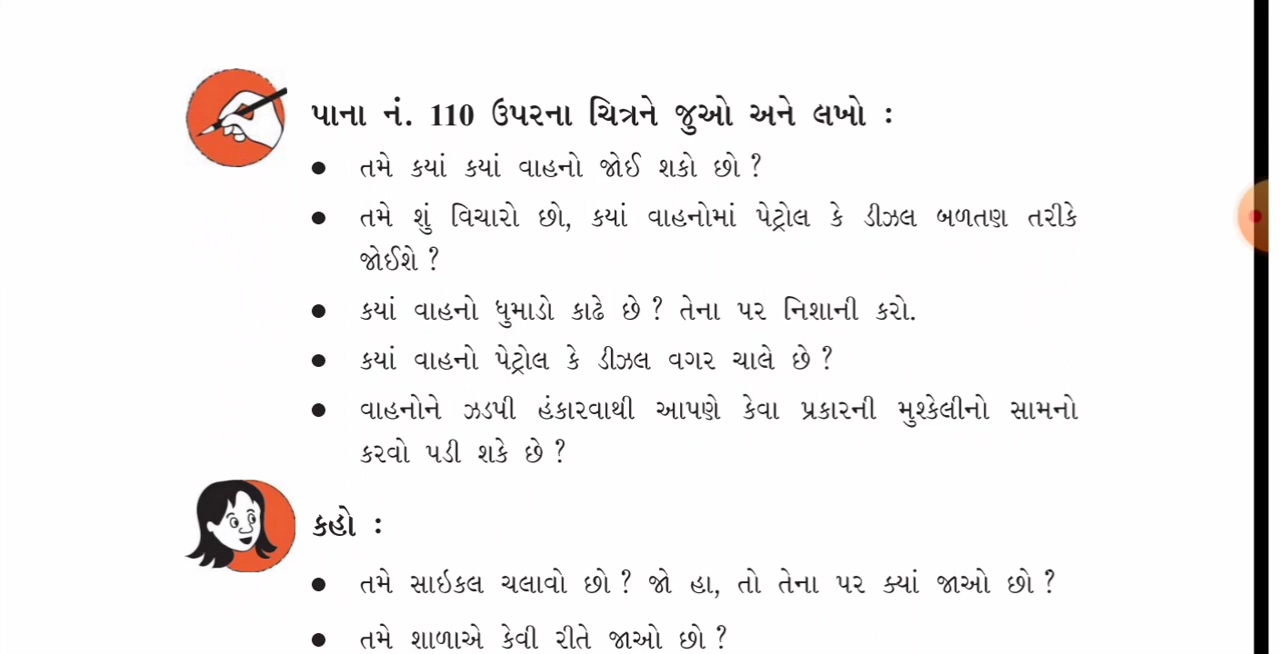 પાના નં. 110 ઉપરના ચિત્રને જુઓ અને લખો :
● તમે કયાં કયાં વાહનો જોઈ શકો છો ?
● તમે શું વિચારો છો, કયાં વાહનોમાં પેટ્રોલ કે ડીઝલ બળતણ તરીકે
જોઈશે ?
● કયાં વાહનો ધુમાડો કાઢે છે ? તેના પર નિશાની કરો.
● કયાં વાહનો પેટ્રોલ કે ડીઝલ વગર ચાલે છે ?
● વાહનોને ઝડપી હંકારવાથી આપણે કેવા પ્રકારની મુશ્કેલીનો સામનો
કરવો પડી શકે છે ?
કહો :
● તમે સાઇકલ ચલાવો છો ? જો હા, તો તેના પર ક્યાં જાઓ છો ?
● તમે શાળાએ કેવી રીતે જાઓ છો ?